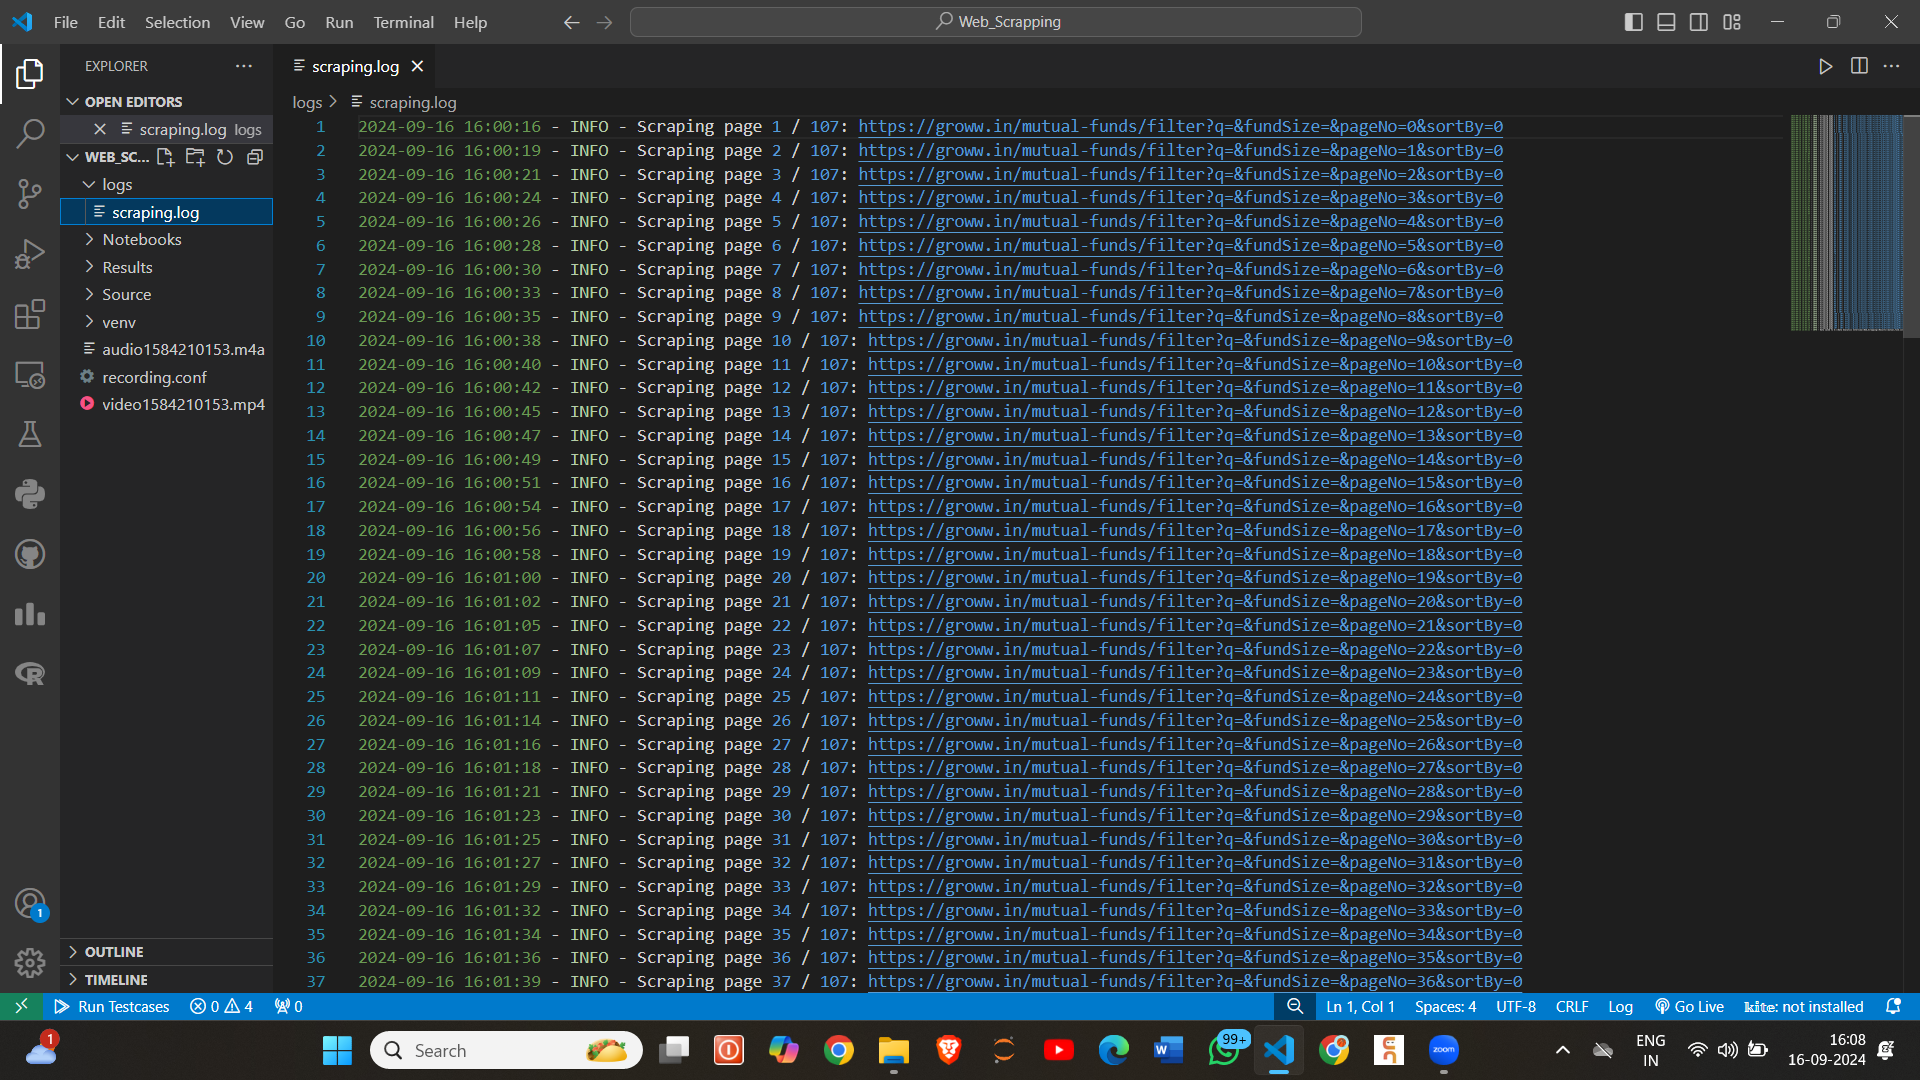 File Edit Selection View Go Run Terminal Help
Web_Scrapping
EXPLORER
scraping.log
OPEN EDITORS
scraping.log logs
WEB_SC...
logs
scraping.log
Notebooks
Results
Source
venv
audio1584210153.m4a
recording.conf
video1584210153.mp4
OUTLINE
TIMELINE
logs > scraping.log
1 2024-09-16 16:00:16 - INFO - Scraping page 1 / 107: https://groww.in/mutual-funds/filter?q=&fundSize=&pageNo=0&sortBy=0
2 2024-09-16 16:00:19 - INFO - Scraping page 2 / 107: https://groww.in/mutual-funds/filter?q=&fundSize=&pageNo=1&sortBy=0
3 2024-09-16 16:00:21 - INFO - Scraping page 3 / 107: https://groww.in/mutual-funds/filter?q=&fundSize=&pageNo=2&sortBy=0
4 2024-09-16 16:00:24 - INFO - Scraping page 4 / 107: https://groww.in/mutual-funds/filter?q=&fundSize=&pageNo=3&sortBy=0
5 2024-09-16 16:00:26 - INFO - Scraping page 5 / 107: https://groww.in/mutual-funds/filter?q=&fundSize=&pageNo=4&sortBy=0
6 2024-09-16 16:00:28 - INFO - Scraping page 6 / 107: https://groww.in/mutual-funds/filter?q=&fundSize=&pageNo=5&sortBy=0
7 2024-09-16 16:00:30 - INFO - Scraping page 7 / 107: https://groww.in/mutual-funds/filter?q=&fundSize=&pageNo=6&sortBy=0
8 2024-09-16 16:00:33 - INFO - Scraping page 8 / 107: https://groww.in/mutual-funds/filter?q=&fundSize=&pageNo=7&sortBy=0
9 2024-09-16 16:00:35 - INFO - Scraping page 9 / 107: https://groww.in/mutual-funds/filter?q=&fundSize=&pageNo=8&sortBy=0
10 2024-09-16 16:00:38 - INFO - Scraping page 10 / 107: https://groww.in/mutual-funds/filter?q=&fundSize=&pageNo=9&sortBy=0
11 2024-09-16 16:00:40 - INFO - Scraping page 11 / 107: https://groww.in/mutual-funds/filter?q=&fundSize=&pageNo=10&sortBy=0
12 2024-09-16 16:00:42 - INFO - Scraping page 12 / 107: https://groww.in/mutual-funds/filter?q=&fundSize=&pageNo=11&sortBy=0
13 2024-09-16 16:00:45 - INFO - Scraping page 13 / 107: https://groww.in/mutual-funds/filter?q=&fundSize=&pageNo=12&sortBy=0
14 2024-09-16 16:00:47 - INFO - Scraping page 14 / 107: https://groww.in/mutual-funds/filter?q=&fundSize=&pageNo=13&sortBy=0
15 2024-09-16 16:00:49 - INFO - Scraping page 15 / 107: https://groww.in/mutual-funds/filter?q=&fundSize=&pageNo=14&sortBy=0
16 2024-09-16 16:00:51 - INFO - Scraping page 16 / 107: https://groww.in/mutual-funds/filter?q=&fundSize=&pageNo=15&sortBy=0
17 2024-09-16 16:00:54 - INFO - Scraping page 17 / 107: https://groww.in/mutual-funds/filter?q=&fundSize=&pageNo=16&sortBy=0
18 2024-09-16 16:00:56 - INFO - Scraping page 18 / 107: https://groww.in/mutual-funds/filter?q=&fundSize=&pageNo=17&sortBy=0
19 2024-09-16 16:00:58 - INFO - Scraping page 19 / 107: https://groww.in/mutual-funds/filter?q=&fundSize=&pageNo=18&sortBy=0
20 2024-09-16 16:01:00 - INFO - Scraping page 20 / 107: https://groww.in/mutual-funds/filter?q=&fundSize=&pageNo=19&sortBy=0
21 2024-09-16 16:01:02 - INFO - Scraping page 21 / 107: https://groww.in/mutual-funds/filter?q=&fundSize=&pageNo=20&sortBy=0
22 2024-09-16 16:01:05 - INFO - Scraping page 22 / 107: https://groww.in/mutual-funds/filter?q=&fundSize=&pageNo=21&sortBy=0
23 2024-09-16 16:01:07 - INFO - Scraping page 23 / 107: https://groww.in/mutual-funds/filter?q=&fundSize=&pageNo=22&sortBy=0
24 2024-09-16 16:01:09 - INFO - Scraping page 24 / 107: https://groww.in/mutual-funds/filter?q=&fundSize=&pageNo=23&sortBy=0
25 2024-09-16 16:01:11 - INFO - Scraping page 25 / 107: https://groww.in/mutual-funds/filter?q=&fundSize=&pageNo=24&sortBy=0
26 2024-09-16 16:01:14 - INFO - Scraping page 26 / 107: https://groww.in/mutual-funds/filter?q=&fundSize=&pageNo=25&sortBy=0
27 2024-09-16 16:01:16 - INFO - Scraping page 27 / 107: https://groww.in/mutual-funds/filter?q=&fundSize=&pageNo=26&sortBy=0
28 2024-09-16 16:01:18 - INFO - Scraping page 28 / 107: https://groww.in/mutual-funds/filter?q=&fundSize=&pageNo=27&sortBy=0
29 2024-09-16 16:01:21 - INFO - Scraping page 29 / 107: https://groww.in/mutual-funds/filter?q=&fundSize=&pageNo=28&sortBy=0
30 2024-09-16 16:01:23 - INFO - Scraping page 30 / 107: https://groww.in/mutual-funds/filter?q=&fundSize=&pageNo=29&sortBy=0
31 2024-09-16 16:01:25 - INFO - Scraping page 31 / 107: https://groww.in/mutual-funds/filter?q=&fundSize=&pageNo=30&sortBy=0
32 2024-09-16 16:01:27 - INFO - Scraping page 32 / 107: https://groww.in/mutual-funds/filter?q=&fundSize=&pageNo=31&sortBy=0
33 2024-09-16 16:01:29 - INFO - Scraping page 33 / 107: https://groww.in/mutual-funds/filter?q=&fundSize=&pageNo=32&sortBy=0
34 2024-09-16 16:01:32 - INFO - Scraping page 34 / 107: https://groww.in/mutual-funds/filter?q=&fundSize=&pageNo=33&sortBy=0
35 2024-09-16 16:01:34 - INFO - Scraping page 35 / 107: https://groww.in/mutual-funds/filter?q=&fundSize=&pageNo=34&sortBy=0
36 2024-09-16 16:01:36 - INFO - Scraping page 36 / 107: https://groww.in/mutual-funds/filter?q=&fundSize=&pageNo=35&sortBy=0
37 2024-09-16 16:01:39 - INFO - Scraping page 37 / 107: https://groww.in/mutual-funds/filter?q=&fundSize=&pageNo=36&sortBy=0
1
Run Testcases 0 4 0 Ln 1, Col 1 Spaces: 4 UTF-8 CRLF Log Go Live kite: not installed
1
Search
99+
zoom
ENG
IN
16:08
16-09-2024